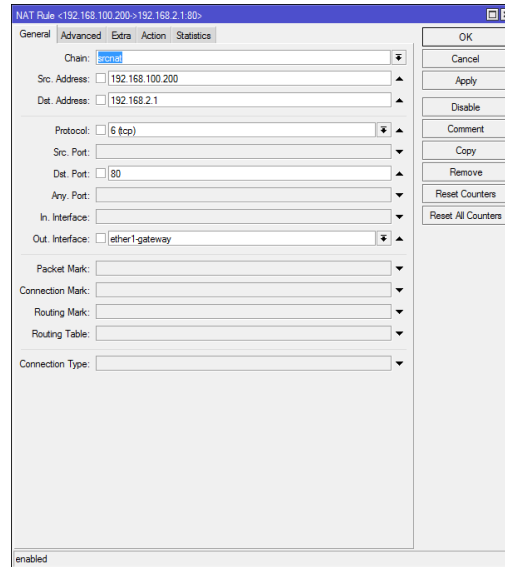 NAT Rule <192.168.100.200->192.168.2.1:80>
General Advanced Extra Action Statistics
Chain: srcnat
Src. Address: 192.168.100.200
Dst. Address: 192.168.2.1
Protocol: 6 (tcp)
Src. Port:
Dst. Port: 80
Any. Port:
In. Interface:
Out. Interface: ether1-gateway
Packet Mark:
Connection Mark:
Routing Mark:
Routing Table:
Connection Type:
OK
Cancel
Apply
Disable
Comment
Copy
Remove
Reset Counters
Reset All Counters
enabled